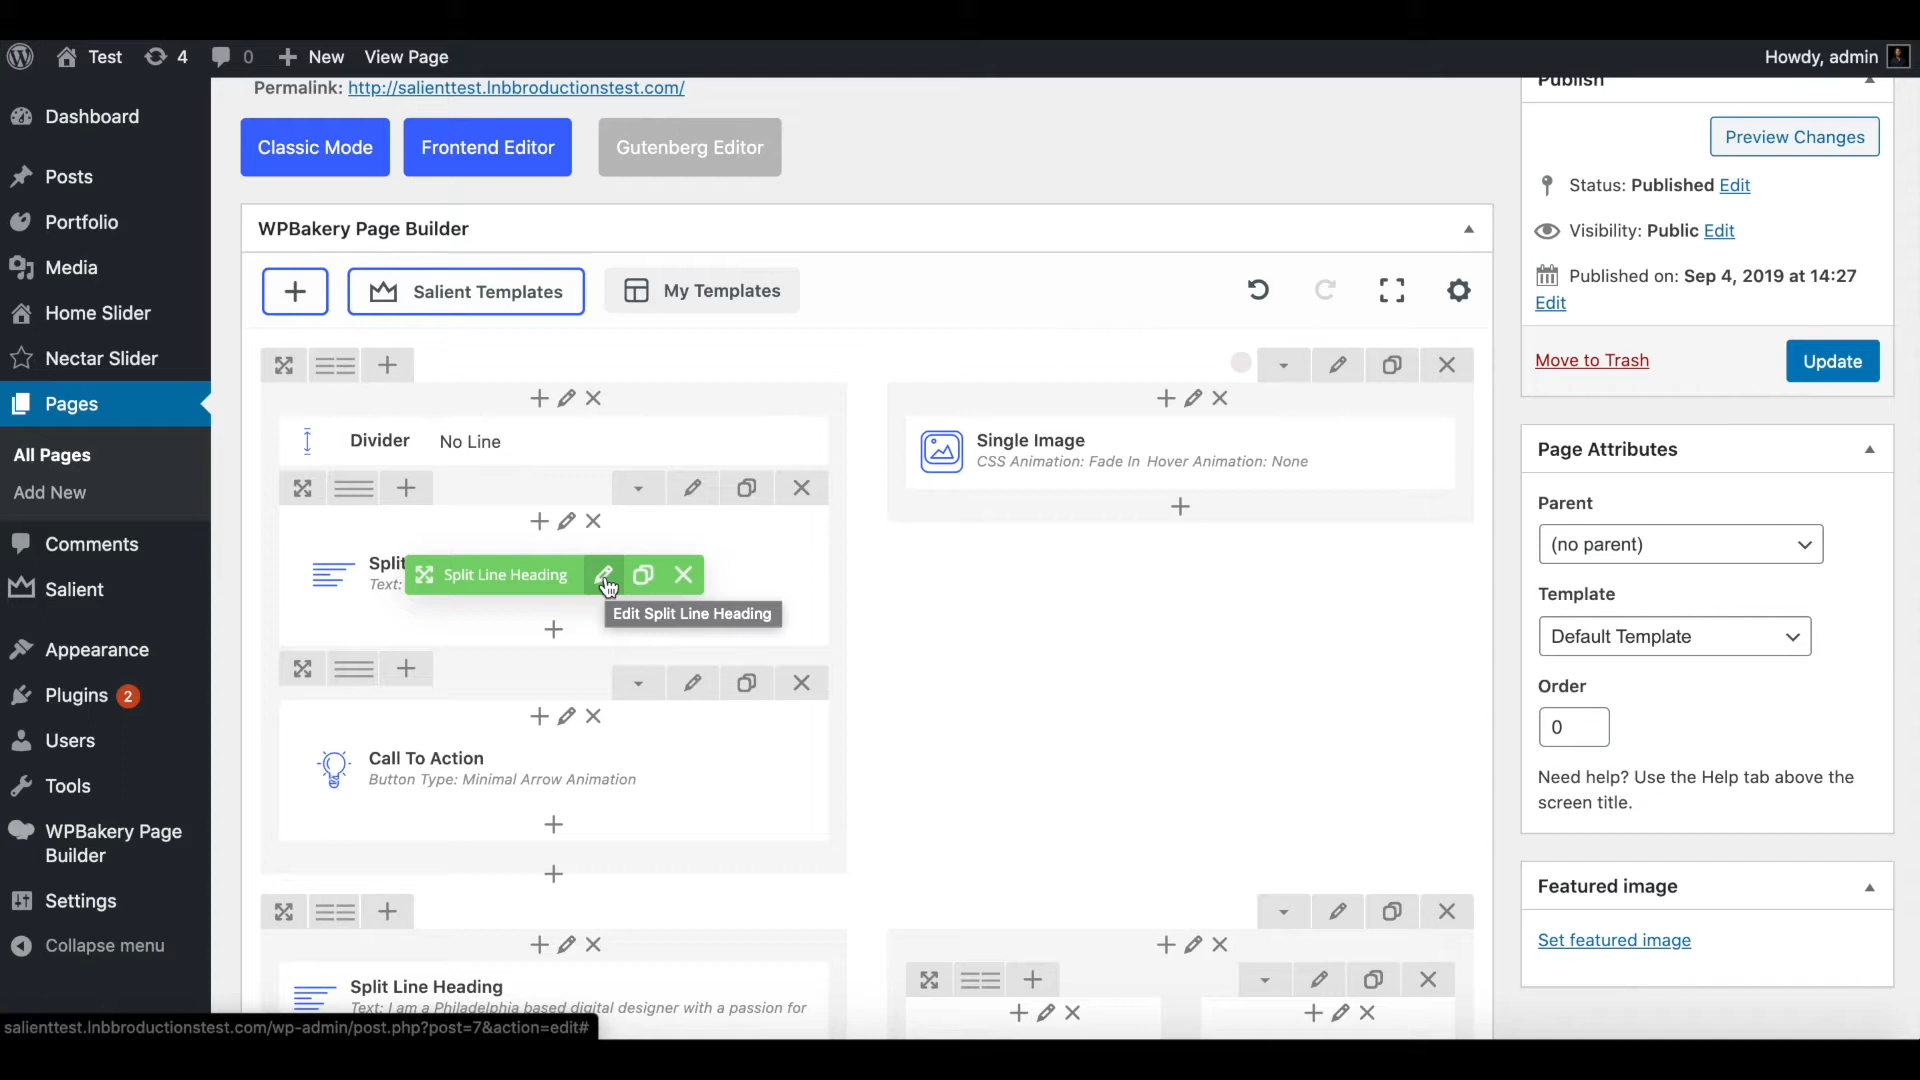 Test
4
0
New
View Page
Howdy, admin
Dashboard
Posts
Portfolio
Media
Home Slider
Nectar Slider
Pages
All Pages
Add New
Comments
Salient
Appearance
Plugins 2
Users
Tools
WPBakery Page
Builder
Settings
Collapse menu
Permalink: http://salienttest.lnbbroductionstest.com/
Classic Mode
Frontend Editor
Gutenberg Editor
WPBakery Page Builder
Salient Templates
My Templates
Divider No Line
Single Image
CSS Animation: Fade In Hover Animation: None
Split
Text:
Split Line Heading
Edit Split Line Heading
Call To Action
Button Type: Minimal Arrow Animation
Split Line Heading
Text: I am a Philadelphia based digital designer with a passion for
Publish
Preview Changes
Status: Published Edit
Visibility: Public Edit
Published on: Sep 4, 2019 at 14:27
Edit
Move to Trash
Update
Page Attributes
Parent
(no parent)
Template
Default Template
Order
0
Need help? Use the Help tab above the
screen title.
Featured image
Set featured image
salienttest.lnbbroductionstest.com/wp-admin/post.php?post=7&action=edit#